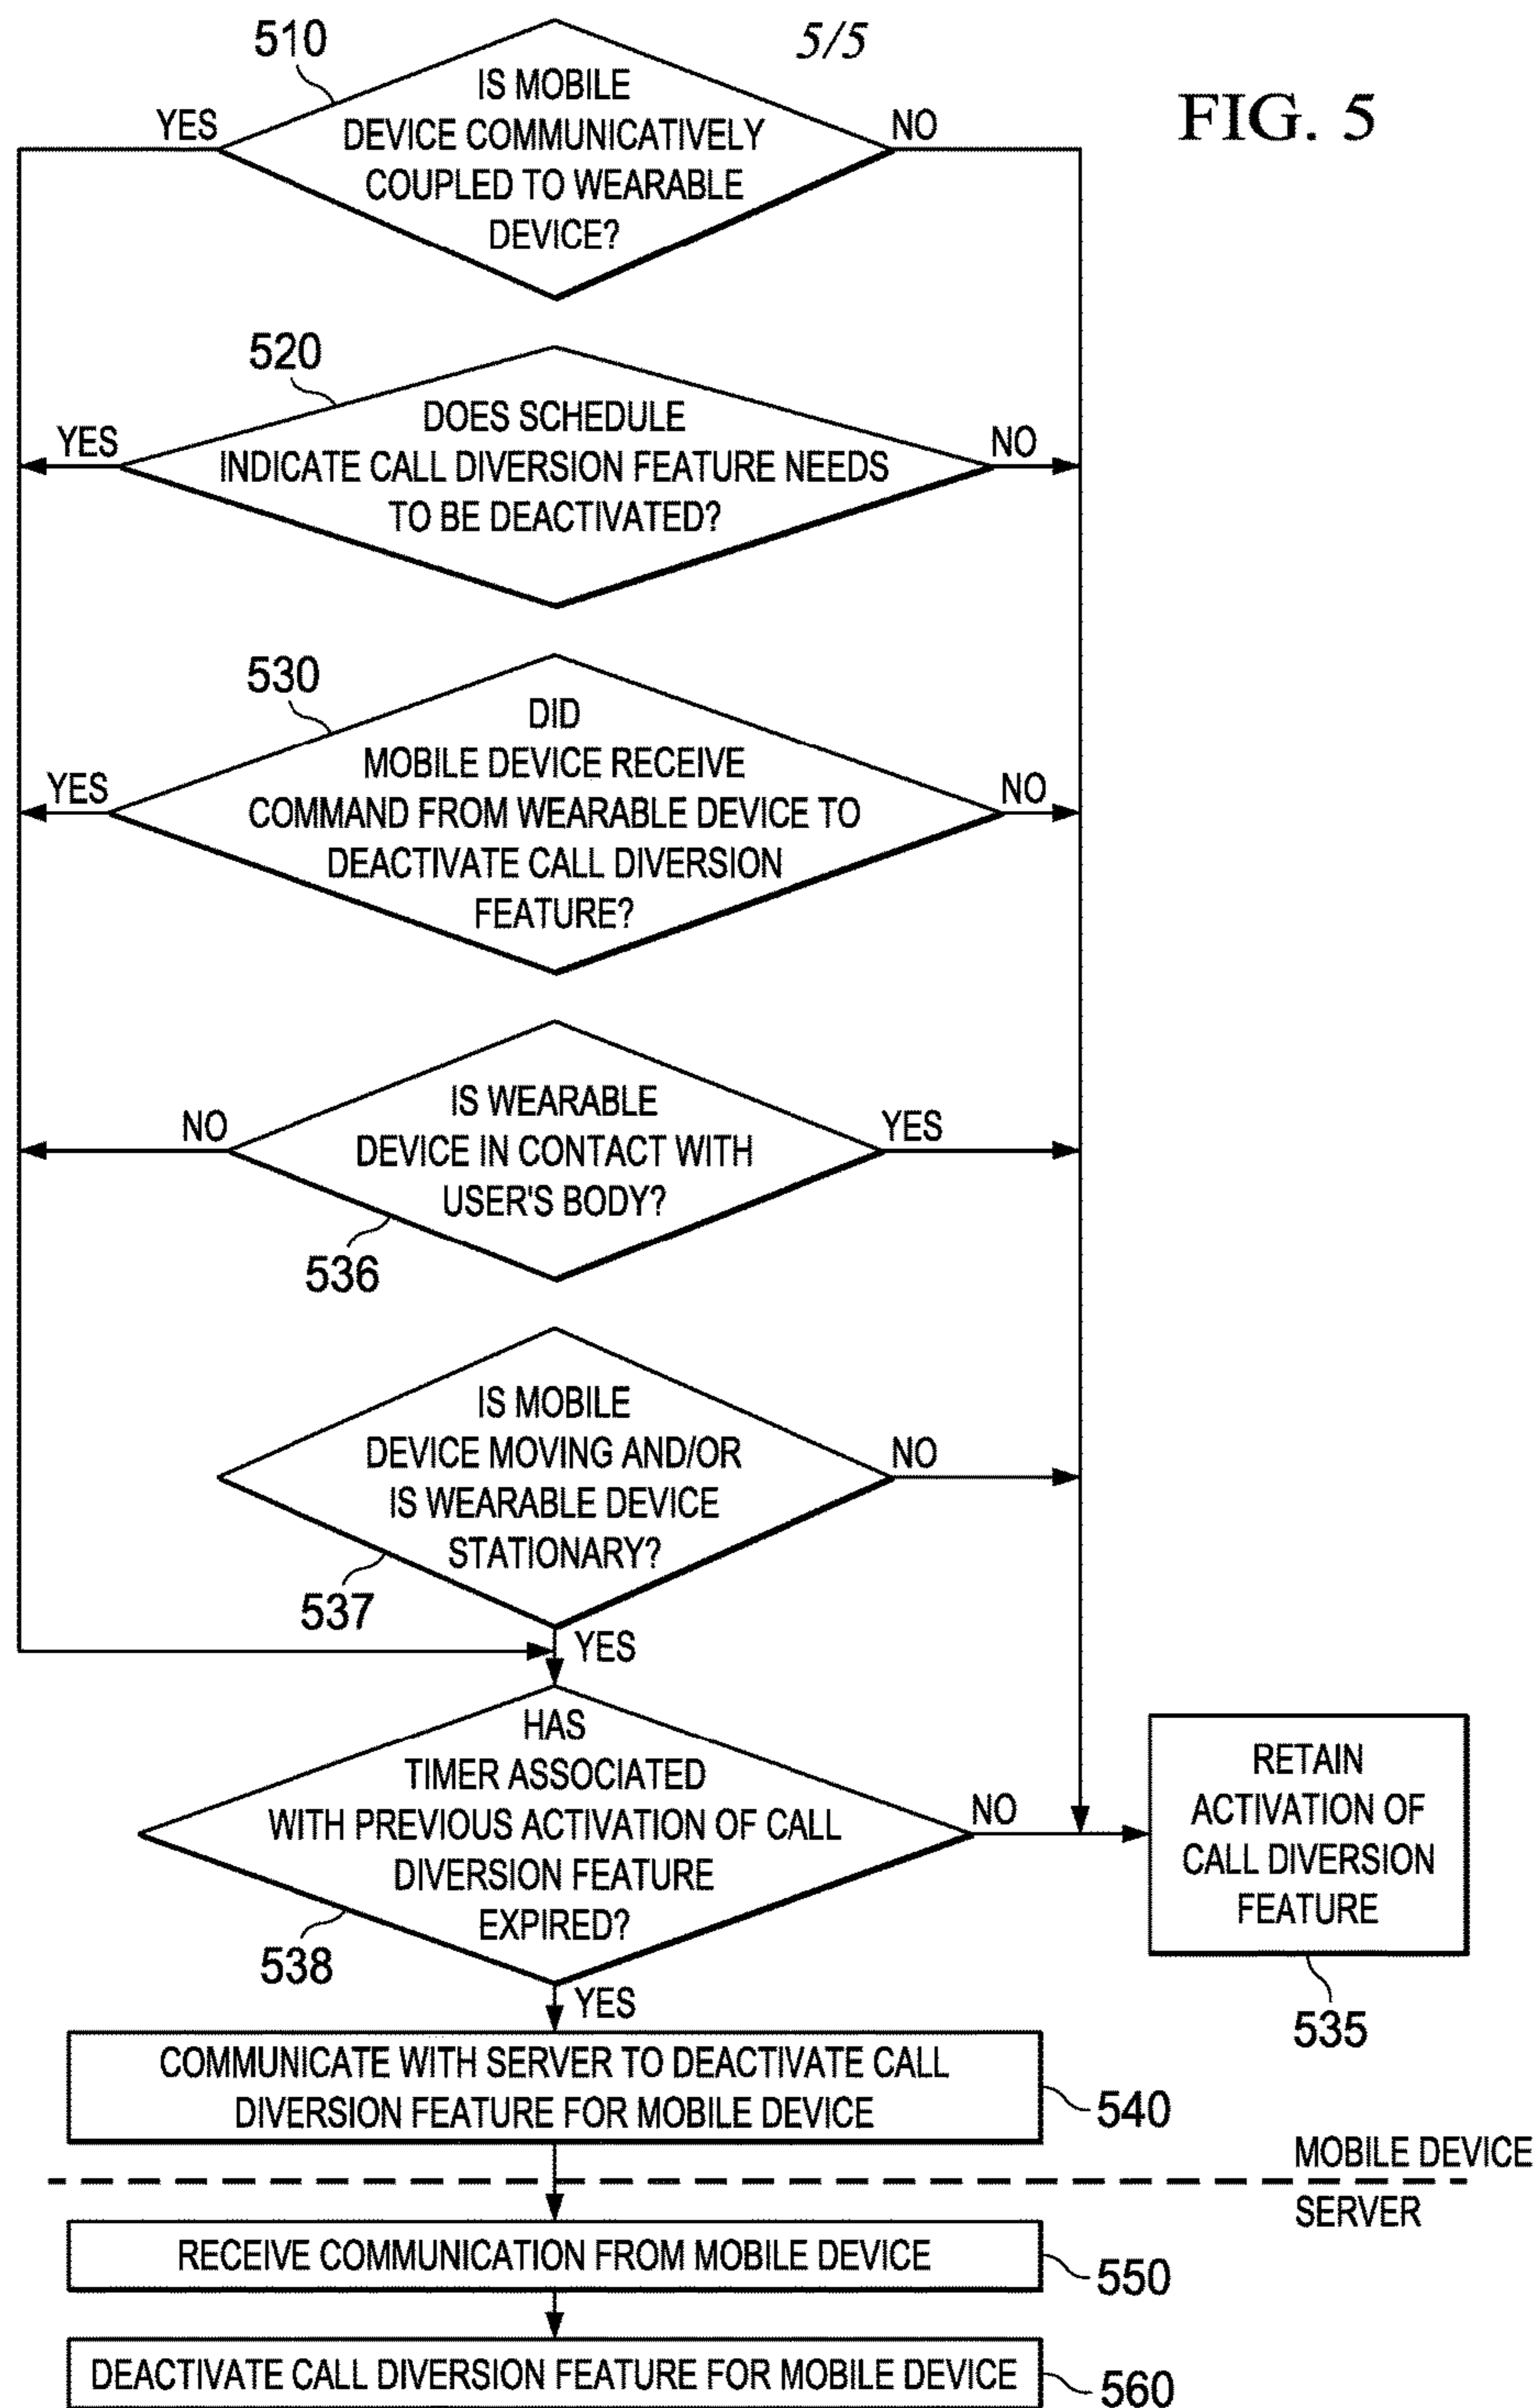 5/5
FIG. 5
510
IS MOBILE
DEVICE COMMUNICATIVELY
COUPLED TO WEARABLE
DEVICE?
YES
NO
520
DOES SCHEDULE
INDICATE CALL DIVERSION FEATURE NEEDS
TO BE DEACTIVATED?
YES
NO
530
DID
MOBILE DEVICE RECEIVE
COMMAND FROM WEARABLE DEVICE TO
DEACTIVATE CALL DIVERSION
FEATURE?
YES
NO
IS WEARABLE
DEVICE IN CONTACT WITH
USER'S BODY?
NO
YES
536
IS MOBILE
DEVICE MOVING AND/OR
IS WEARABLE DEVICE
STATIONARY?
NO
537
YES
HAS
TIMER ASSOCIATED
WITH PREVIOUS ACTIVATION OF CALL
DIVERSION FEATURE
EXPIRED?
NO
538
YES
RETAIN
ACTIVATION OF
CALL DIVERSION
FEATURE
535
COMMUNICATE WITH SERVER TO DEACTIVATE CALL
DIVERSION FEATURE FOR MOBILE DEVICE
540
MOBILE DEVICE
SERVER
RECEIVE COMMUNICATION FROM MOBILE DEVICE
550
DEACTIVATE CALL DIVERSION FEATURE FOR MOBILE DEVICE
560